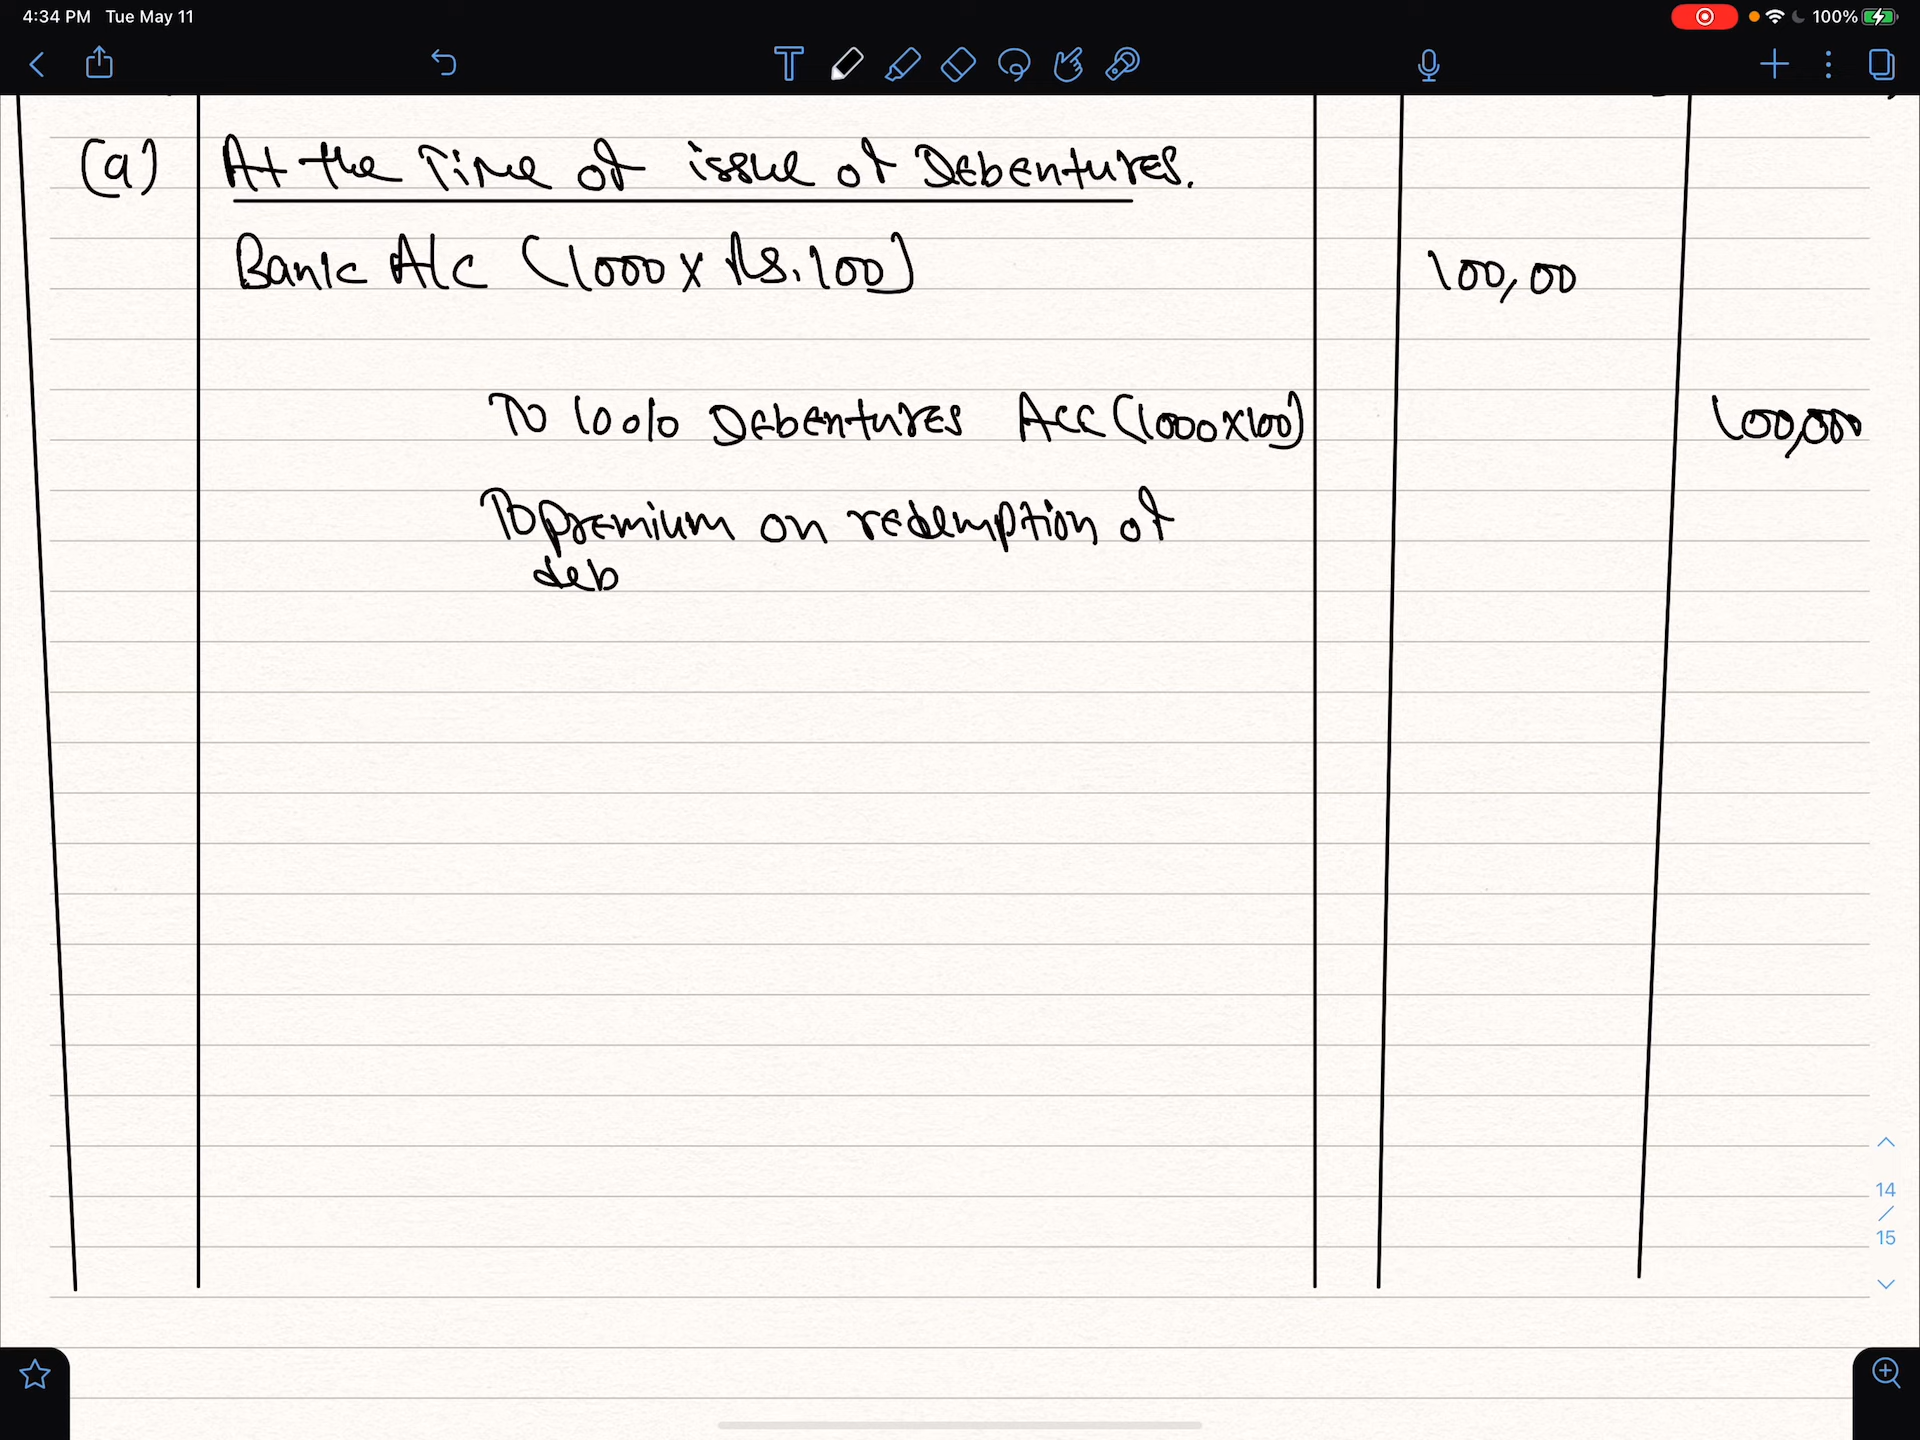 4:34 PM Tue May 11
100%
(a) At the Time of issue of Debentures.
Bank A/c (1000 x Rs.100) 100,00
To 10% Debentures Acc (1000x100) 100,000
To premium on redemption of
deb
14
/
15